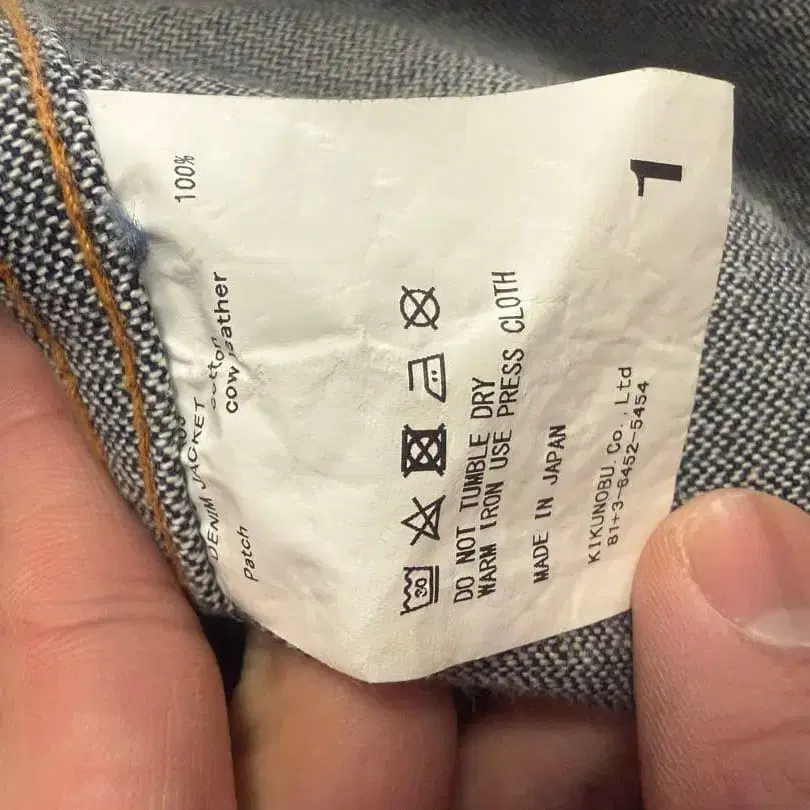 DENIM JACKET cotton 100%
Patch cow leather
30
DO NOT TUMBLE DRY
WARM IRON USE PRESS CLOTH
MADE IN JAPAN
KIKUNOBU. Co., Ltd
81+3-6452-5454
1